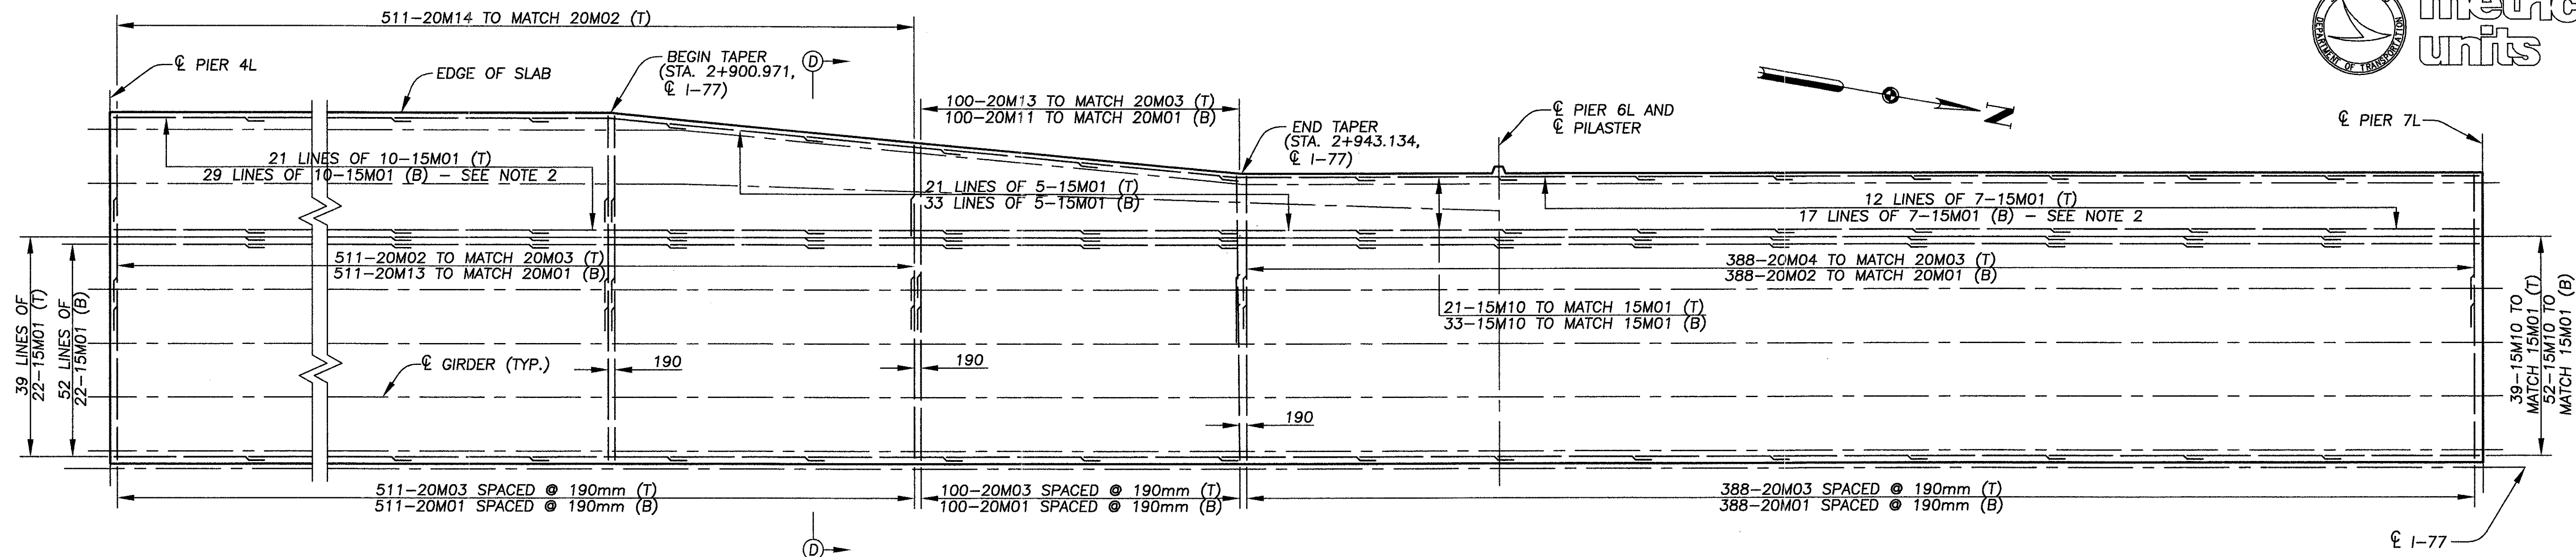 511-20M14 TO MATCH 20M02 (T)
℄ PIER 4L
EDGE OF SLAB
BEGIN TAPER
(STA. 2+900.971,
℄ I-77)
D
100-20M13 TO MATCH 20M03 (T)
100-20M11 TO MATCH 20M01 (B)
END TAPER
(STA. 2+943.134,
℄ I-77)
N
℄ PIER 6L AND
℄ PILASTER
℄ PIER 7L
DEPARTMENT OF TRANSPORTATION
metric
units
21 LINES OF 10-15M01 (T)
29 LINES OF 10-15M01 (B) - SEE NOTE 2
21 LINES OF 5-15M01 (T)
33 LINES OF 5-15M01 (B)
12 LINES OF 7-15M01 (T)
17 LINES OF 7-15M01 (B) - SEE NOTE 2
511-20M02 TO MATCH 20M03 (T)
511-20M13 TO MATCH 20M01 (B)
388-20M04 TO MATCH 20M03 (T)
388-20M02 TO MATCH 20M01 (B)
21-15M10 TO MATCH 15M01 (T)
33-15M10 TO MATCH 15M01 (B)
39 LINES OF
22-15M01 (T)
52 LINES OF
22-15M01 (B)
℄ GIRDER (TYP.)
190
190
190
39-15M10 TO
MATCH 15M01 (T)
52-15M10 TO
MATCH 15M01 (B)
511-20M03 SPACED @ 190mm (T)
511-20M01 SPACED @ 190mm (B)
100-20M03 SPACED @ 190mm (T)
100-20M01 SPACED @ 190mm (B)
388-20M03 SPACED @ 190mm (T)
388-20M01 SPACED @ 190mm (B)
D
℄ I-77